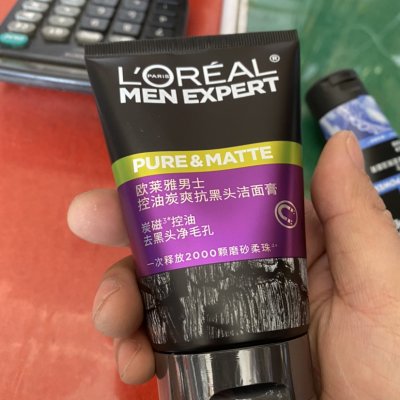 L'ORÉAL®
PARIS
MEN EXPERT
PURE & MATTE
欧莱雅男士
控油炭爽抗黑头洁面膏
炭磁控油
去黑头净毛孔
一次释放2000颗磨砂柔珠